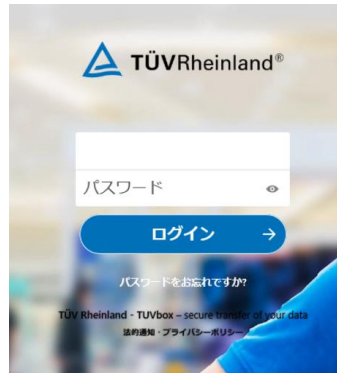 TÜVRheinland®
パスワード
ログイン
パスワードをお忘れですか?
TÜV Rheinland - TUVbox – secure transfer of your data
法的通知・プライバシーポリシー